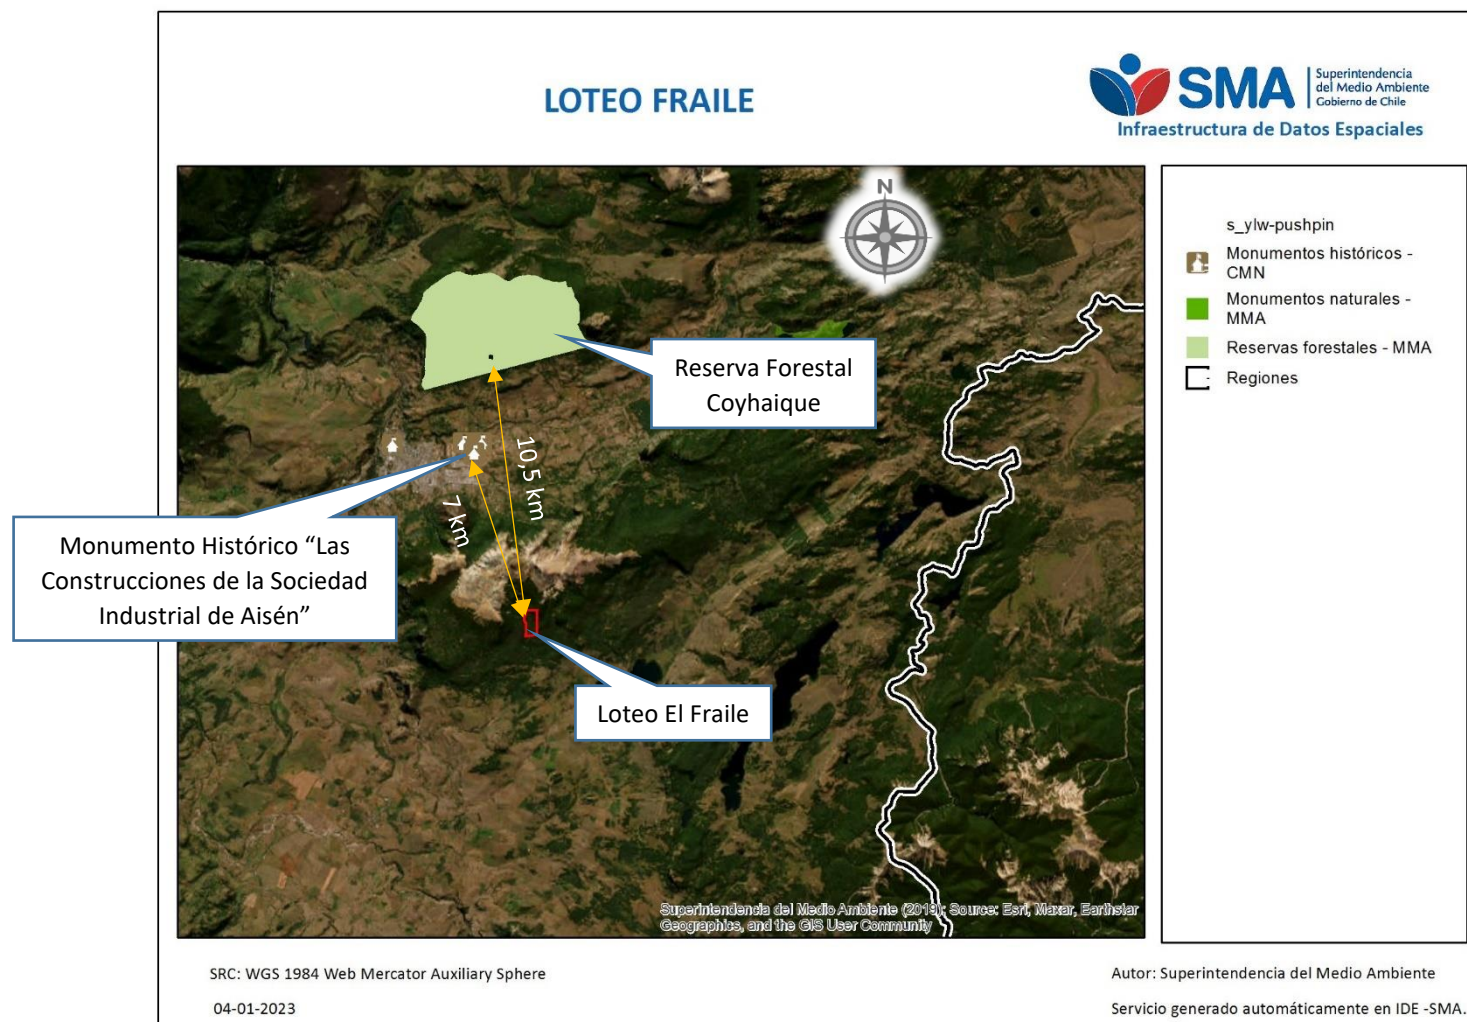 LOTEO FRAILE
SMA
Superintendencia
del Medio Ambiente
Gobierno de Chile
Infraestructura de Datos Espaciales
N
s_ylw-pushpin
Monumentos históricos -
CMN
Monumentos naturales -
MMA
Reservas forestales - MMA
Regiones
Reserva Forestal
Coyhaique
10,5 km
7 km
Monumento Histórico “Las
Construcciones de la Sociedad
Industrial de Aisén”
Loteo El Fraile
Superintendencia del Medio Ambiente (2019); Source: Esri, Maxar, Earthstar
Geographics, and the GIS User Community
SRC: WGS 1984 Web Mercator Auxiliary Sphere
04-01-2023
Autor: Superintendencia del Medio Ambiente
Servicio generado automáticamente en IDE -SMA.